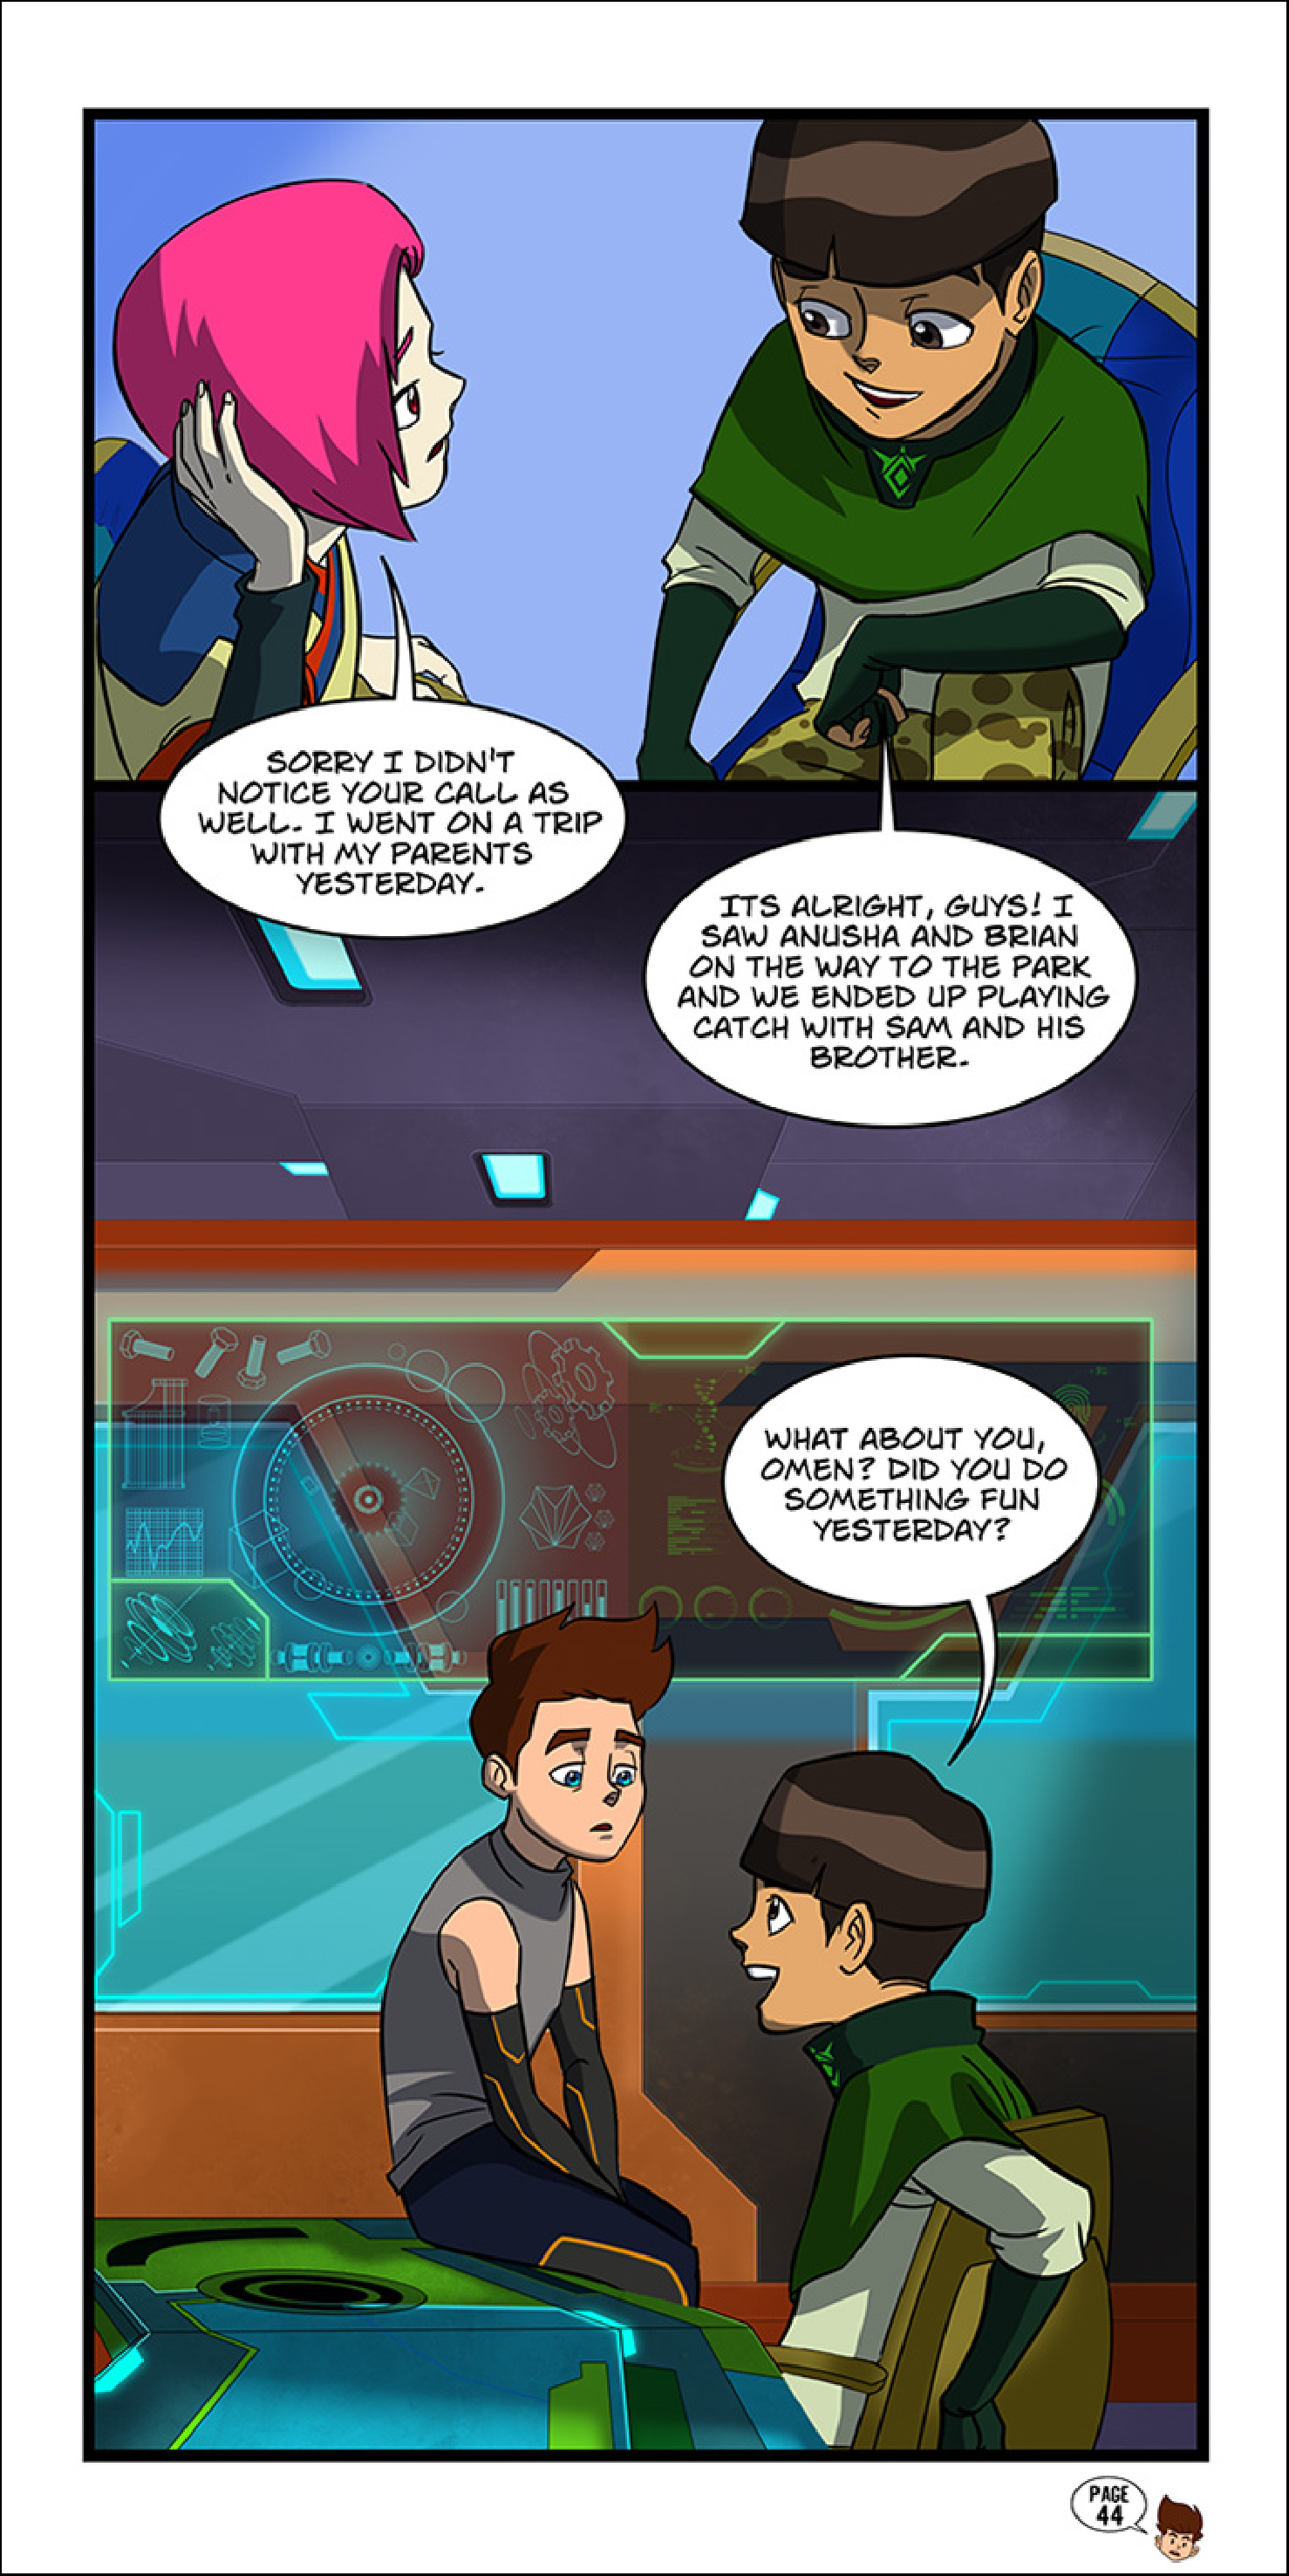 SORRY I DIDN'T
NOTICE YOUR CALL AS
WELL. I WENT ON A TRIP
WITH MY PARENTS
YESTERDAY.
ITS ALRIGHT, GUYS! I
SAW ANUSHA AND BRIAN
ON THE WAY TO THE PARK
AND WE ENDED UP PLAYING
CATCH WITH SAM AND HIS
BROTHER.
WHAT ABOUT YOU,
OMEN? DID YOU DO
SOMETHING FUN
YESTERDAY?
PAGE
44